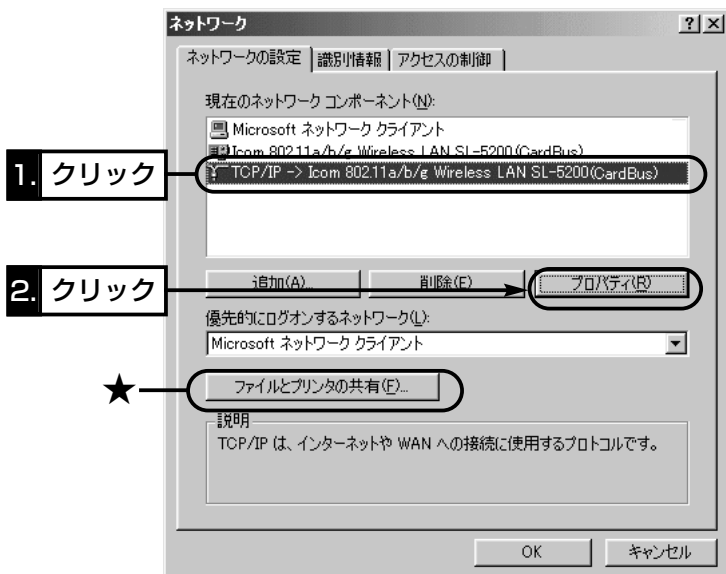 ネットワーク
ネットワークの設定 識別情報 アクセスの制御
現在のネットワーク コンポーネント(N):
Microsoft ネットワーク クライアント
Icom 802.11a/b/g Wireless LAN SL-5200(CardBus)
1. クリック
TCP/IP -> Icom 802.11a/b/g Wireless LAN SL-5200(CardBus)
2. クリック
追加(A)... 削除(E) プロパティ(R)
優先的にログオンするネットワーク(L):
Microsoft ネットワーク クライアント
★ ファイルとプリンタの共有(F)...
説明
TCP/IP は、インターネットや WAN への接続に使用するプロトコルです。
OK キャンセル